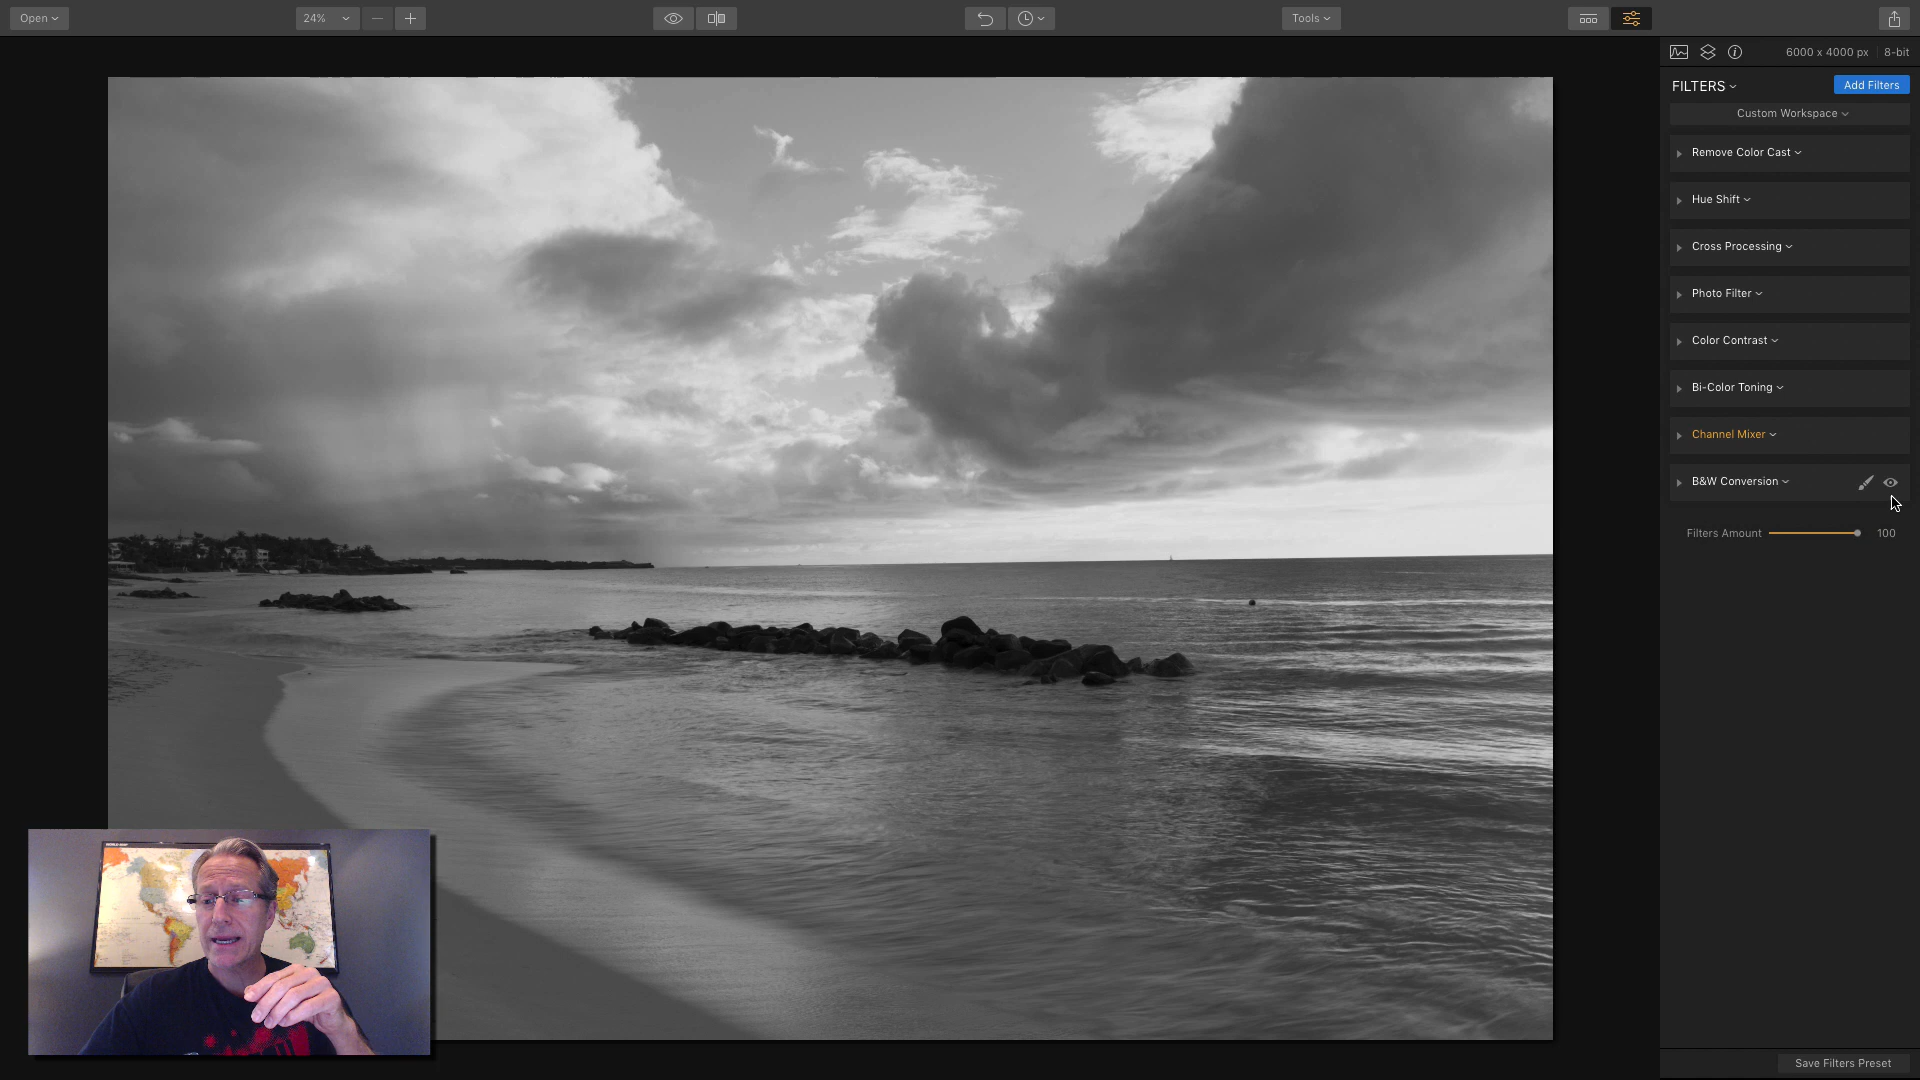 Open
24%
Tools
6000 x 4000 px
8-bit
FILTERS
Add Filters
Custom Workspace
Remove Color Cast
Hue Shift
Cross Processing
Photo Filter
Color Contrast
Bi-Color Toning
Channel Mixer
B&W Conversion
Filters Amount 100
Save Filters Preset